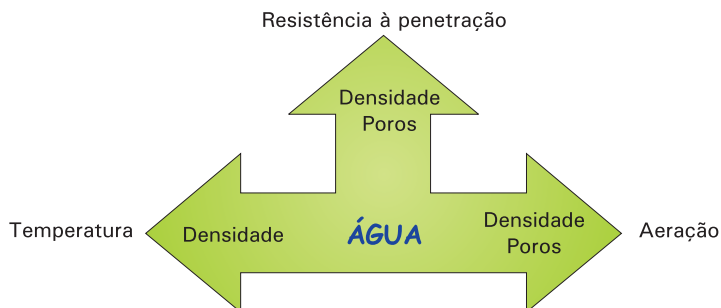 Resistência à penetração
Densidade
Poros
Temperatura
Densidade
ÁGUA
Densidade
Poros
Aeração